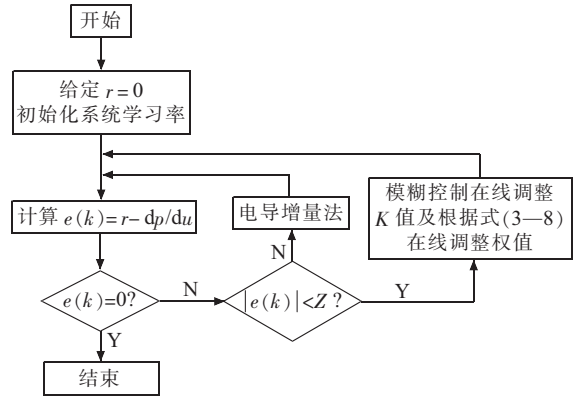 开始
给定 r=0
初始化系统学习率
计算 e(k)=r-dp/du
电导增量法
模糊控制在线调整
K 值及根据式(3—8)
在线调整权值
N
e(k)=0?
N
|e(k)|<Z?
Y
Y
结束